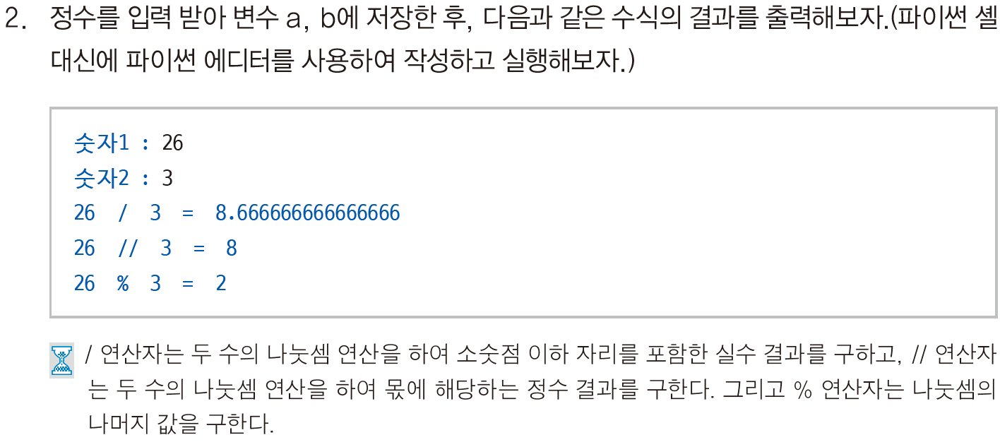 2. 정수를 입력 받아 변수 a, b에 저장한 후, 다음과 같은 수식의 결과를 출력해보자.(파이썬 셸
대신에 파이썬 에디터를 사용하여 작성하고 실행해보자.)
숫자1 : 26
숫자2 : 3
26 / 3 = 8.666666666666666
26 // 3 = 8
26 % 3 = 2
/ 연산자는 두 수의 나눗셈 연산을 하여 소숫점 이하 자리를 포함한 실수 결과를 구하고, // 연산자
는 두 수의 나눗셈 연산을 하여 몫에 해당하는 정수 결과를 구한다. 그리고 % 연산자는 나눗셈의
나머지 값을 구한다.